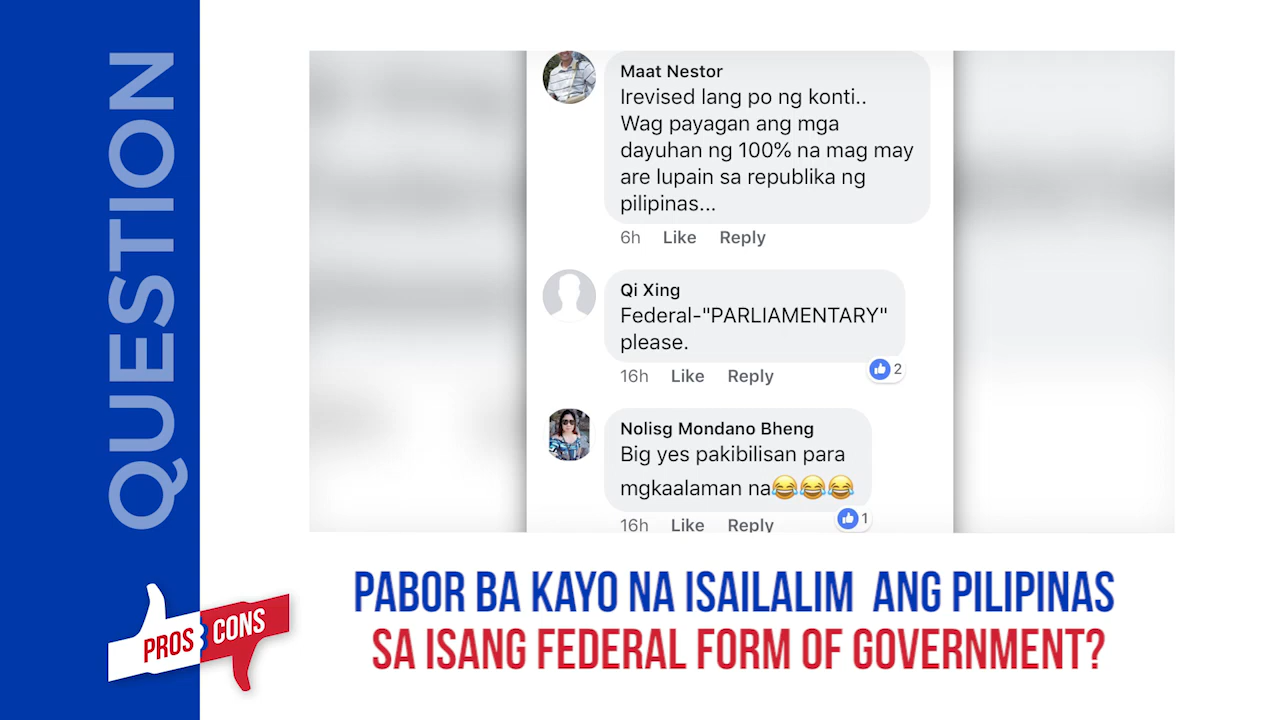 QUESTION
Maat Nestor
Irevised lang po ng konti..
Wag payagan ang mga
dayuhan ng 100% na mag may
are lupain sa republika ng
pilipinas...
6h Like Reply
Qi Xing
Federal-"PARLIAMENTARY"
please.
16h Like Reply 2
Nolisg Mondano Bheng
Big yes pakibilisan para
mgkaalaman na😂😂😂
16h Like Reply 1
PABOR BA KAYO NA ISAILALIM ANG PILIPINAS
SA ISANG FEDERAL FORM OF GOVERNMENT?
PROS CONS